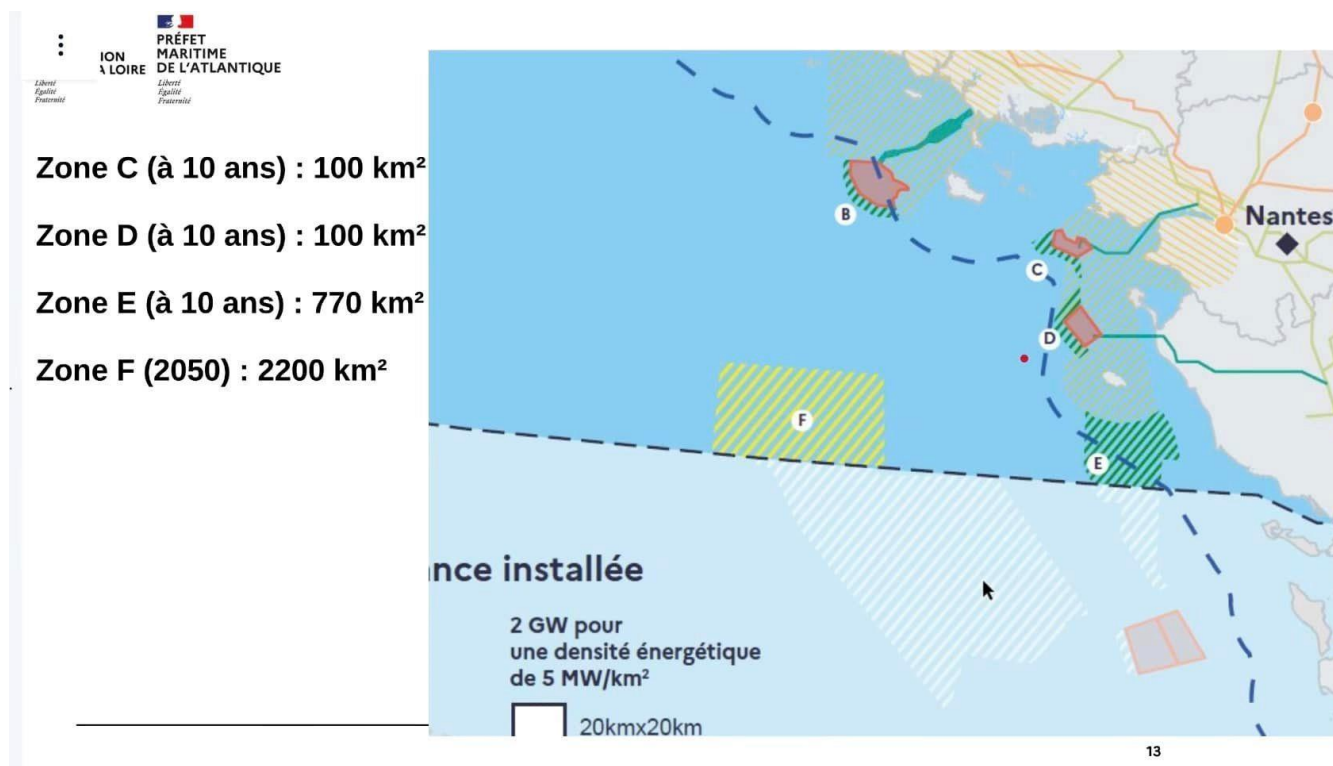 PRÉFET
MARITIME
DE L'ATLANTIQUE
ION
A LOIRE
Liberté
Égalité
Fraternité
Liberté
Égalité
Fraternité
Zone C (à 10 ans) : 100 km²
Zone D (à 10 ans) : 100 km²
Zone E (à 10 ans) : 770 km²
Zone F (2050) : 2200 km²
B
Nantes
C
D
F
E
nce installée
2 GW pour
une densité énergétique
de 5 MW/km²
20kmx20km
13